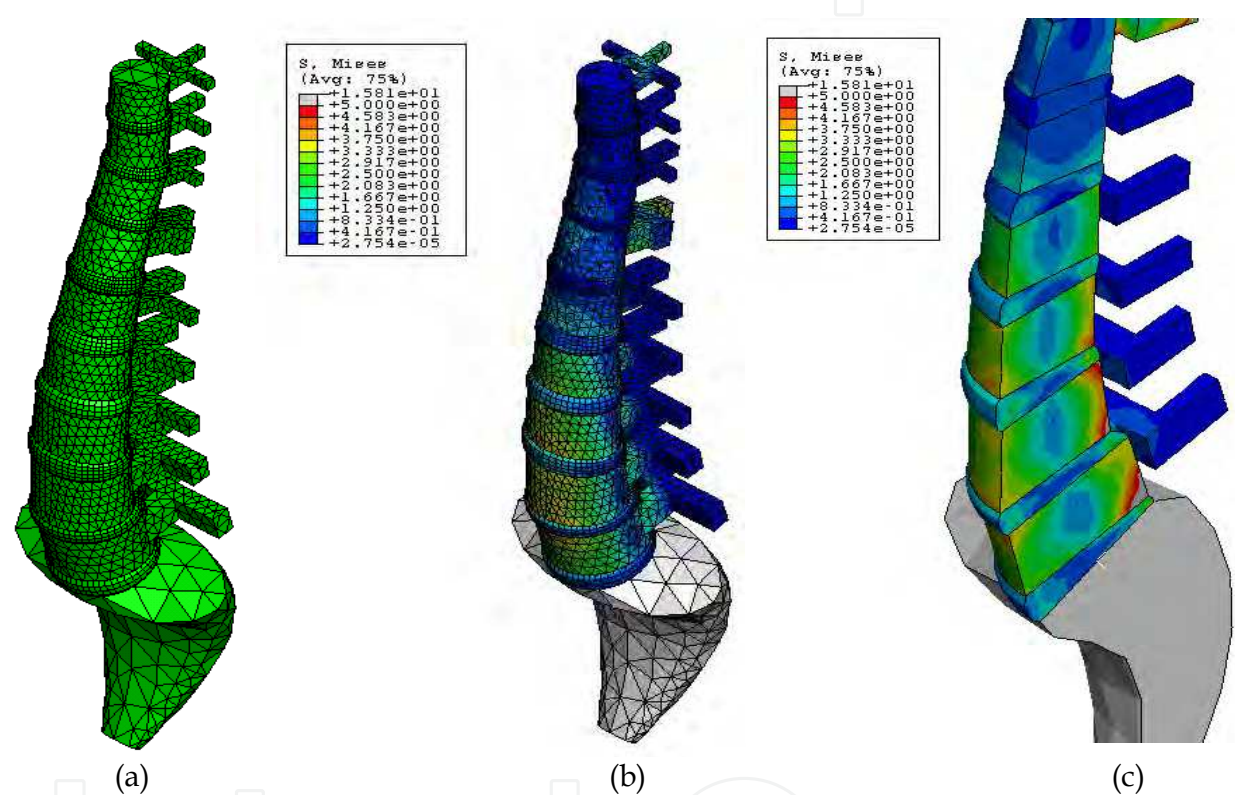 S, Mises
(Avg: 75%)
+1.581e+01
+5.000e+00
+4.583e+00
+4.167e+00
+3.750e+00
+3.333e+00
+2.917e+00
+2.500e+00
+2.083e+00
+1.667e+00
+1.250e+00
+8.334e-01
+4.167e-01
+2.754e-05
S, Mises
(Avg: 75%)
+1.581e+01
+5.000e+00
+4.583e+00
+4.167e+00
+3.750e+00
+3.333e+00
+2.917e+00
+2.500e+00
+2.083e+00
+1.667e+00
+1.250e+00
+8.334e-01
+4.167e-01
+2.754e-05
(a) (b) (c)